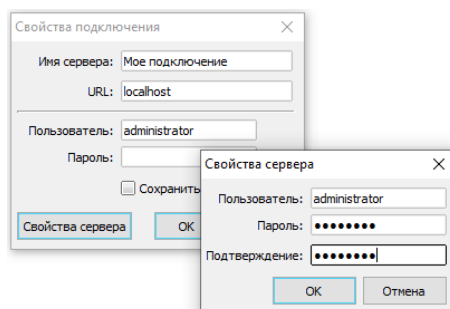 Свойства подключения
Имя сервера: Мое подключение
URL: localhost
Пользователь: administrator
Пароль:
Сохранить
Свойства сервера
OK
Свойства сервера
Пользователь: administrator
Пароль: ●●●●●●●●
Подтверждение: ●●●●●●●●
OK Отмена